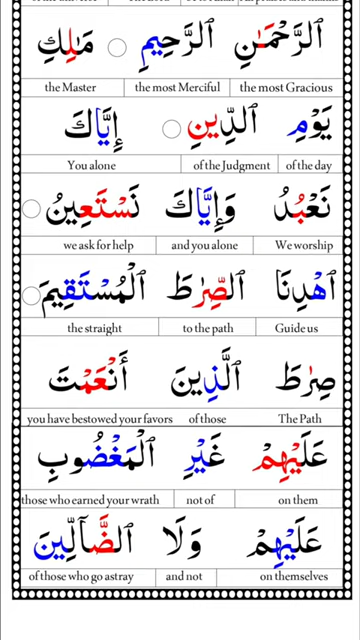 ٱلرَّحْمَـٰنِ ٱلرَّحِيمِ مَـٰلِكِ
the Master the most Merciful the most Gracious
يَوْمِ ٱلدِّينِ إِيَّاكَ
You alone of the Judgment of the day
نَعْبُدُ وَإِيَّاكَ نَسْتَعِينُ
we ask for help and you alone We worship
ٱهْدِنَا ٱلصِّرَٰطَ ٱلْمُسْتَقِيمَ
the straight to the path Guide us
صِرَٰطَ ٱلَّذِينَ أَنْعَمْتَ
you have bestowed your favors of those The Path
عَلَيْهِمْ غَيْرِ ٱلْمَغْضُوبِ
those who earned your wrath not of on them
عَلَيْهِمْ وَلَا ٱلضَّآلِّينَ
of those who go astray and not on themselves